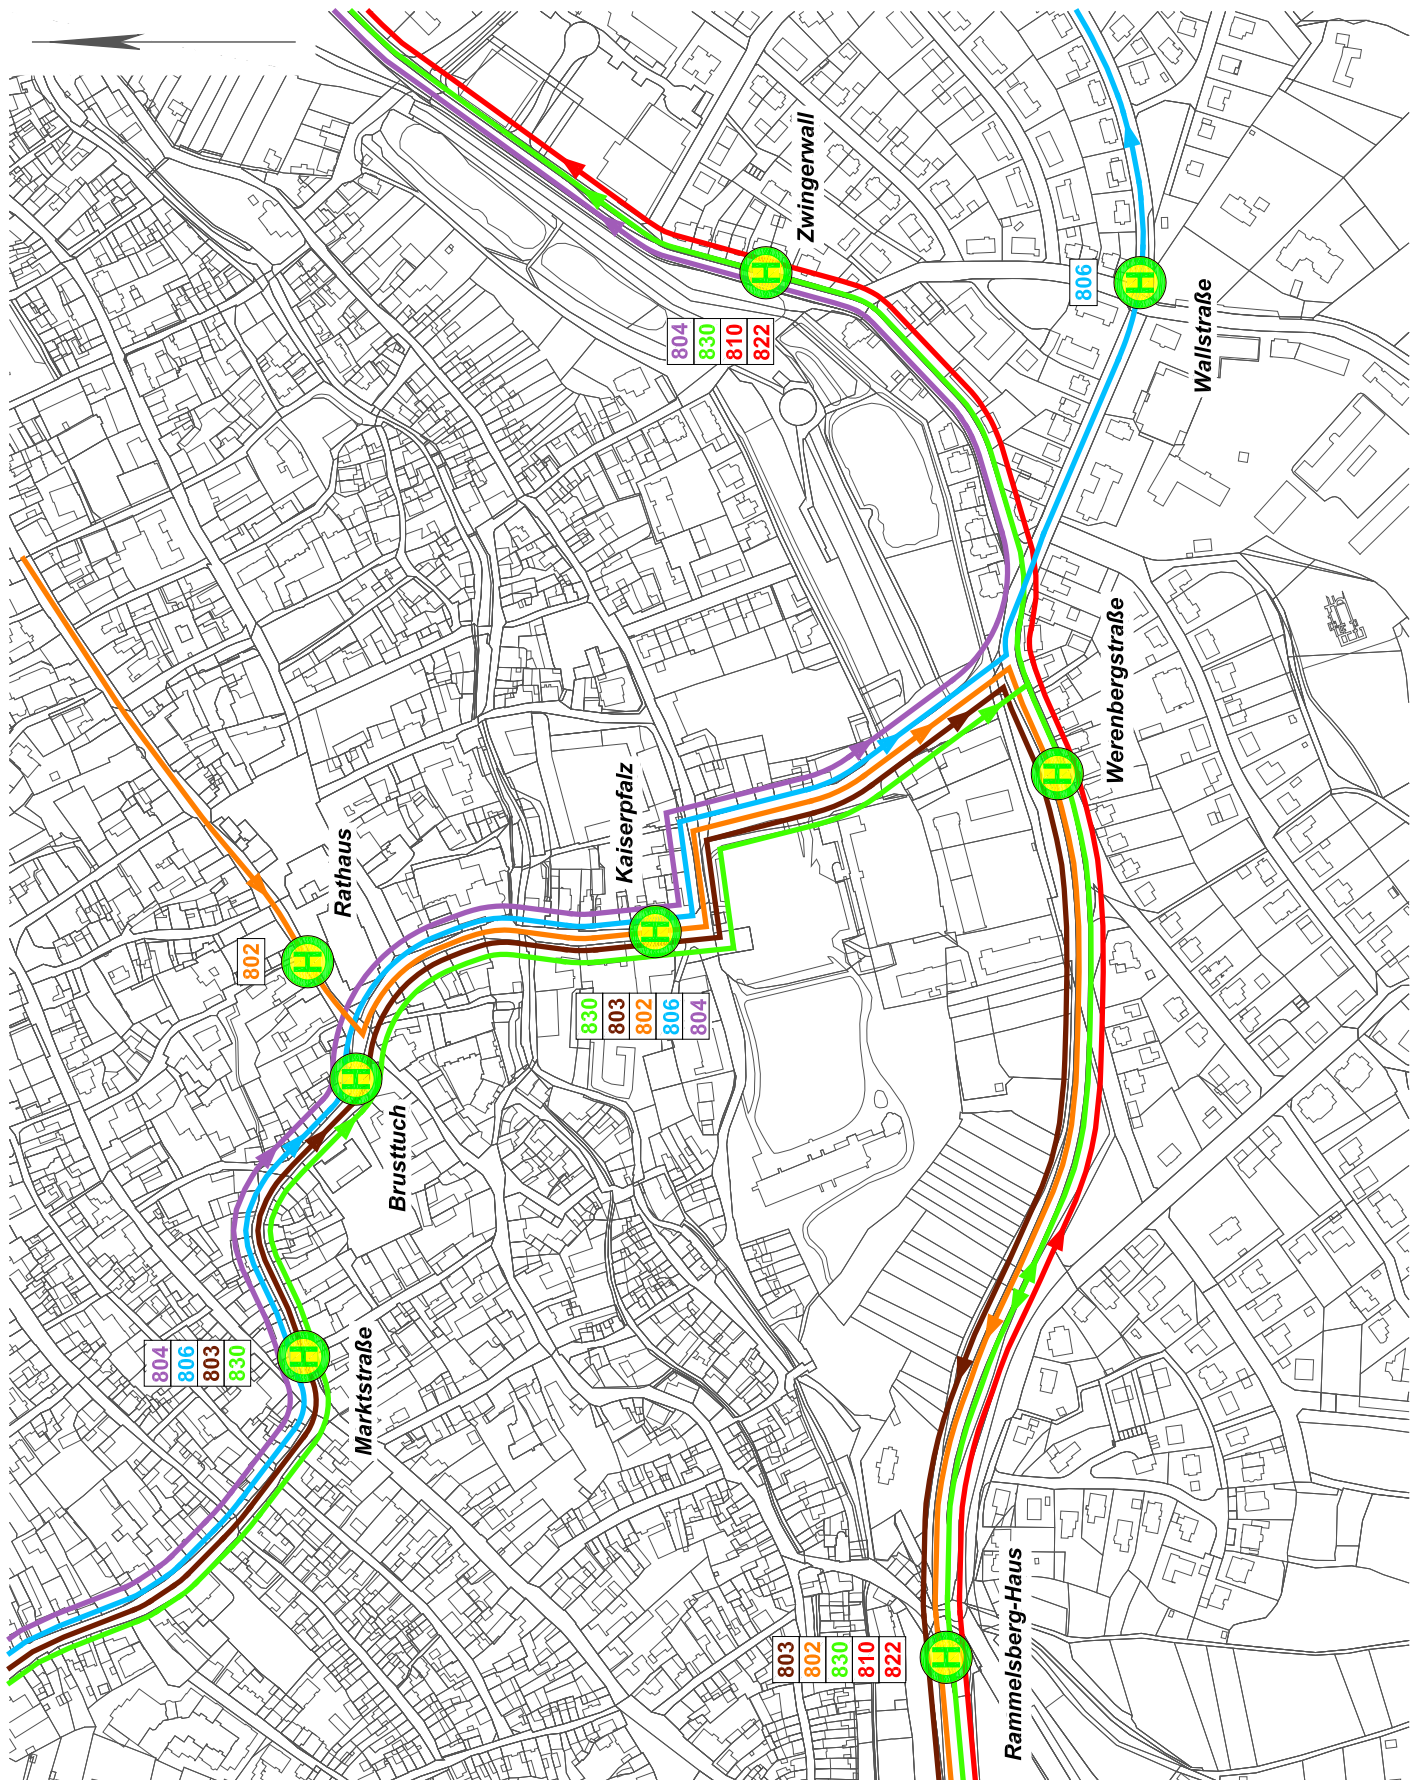 Zwingerwall
H
804
830
810
822
806
H
Wallstraße
Rathaus
802
H
Kaiserpfalz
H
830
803
802
806
804
Werenbergstraße
H
H
Brusttuch
804
806
803
830
H
Marktstraße
803
802
830
810
822
H
Rammelsberg-Haus